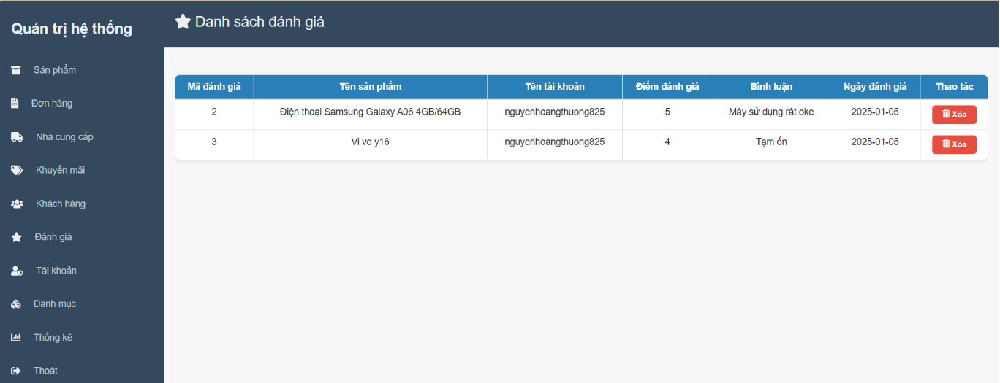 Quản trị hệ thống
Sản phẩm
Đơn hàng
Nhà cung cấp
Khuyến mãi
Khách hàng
Đánh giá
Tài khoản
Danh mục
Thống kê
Thoát
Danh sách đánh giá
Mã đánh giá Tên sản phẩm Tên tài khoản Điểm đánh giá Bình luận Ngày đánh giá Thao tác
2 Điện thoại Samsung Galaxy A06 4GB/64GB nguyenhoangthuong825 5 Máy sử dụng rất oke 2025-01-05 Xóa
3 Vi vo y16 nguyenhoangthuong825 4 Tạm ổn 2025-01-05 Xóa